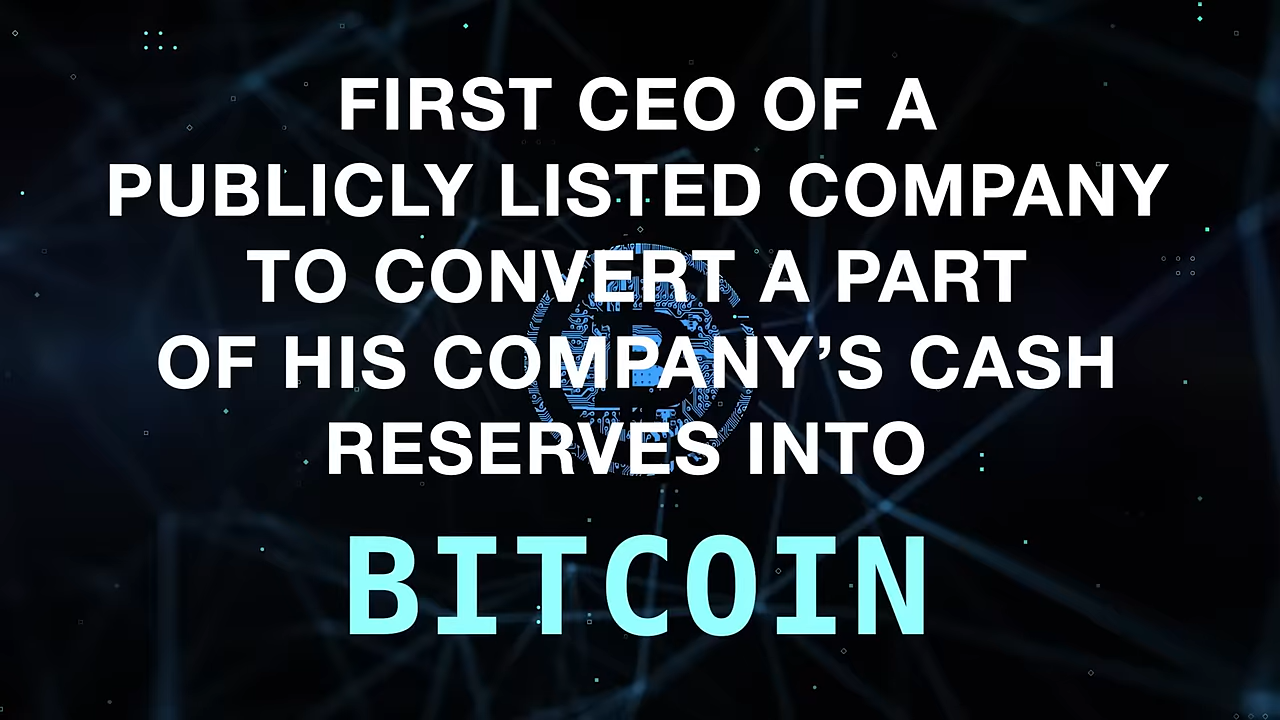 FIRST CEO OF A
PUBLICLY LISTED COMPANY
TO CONVERT A PART
OF HIS COMPANY’S CASH
RESERVES INTO
BITCOIN